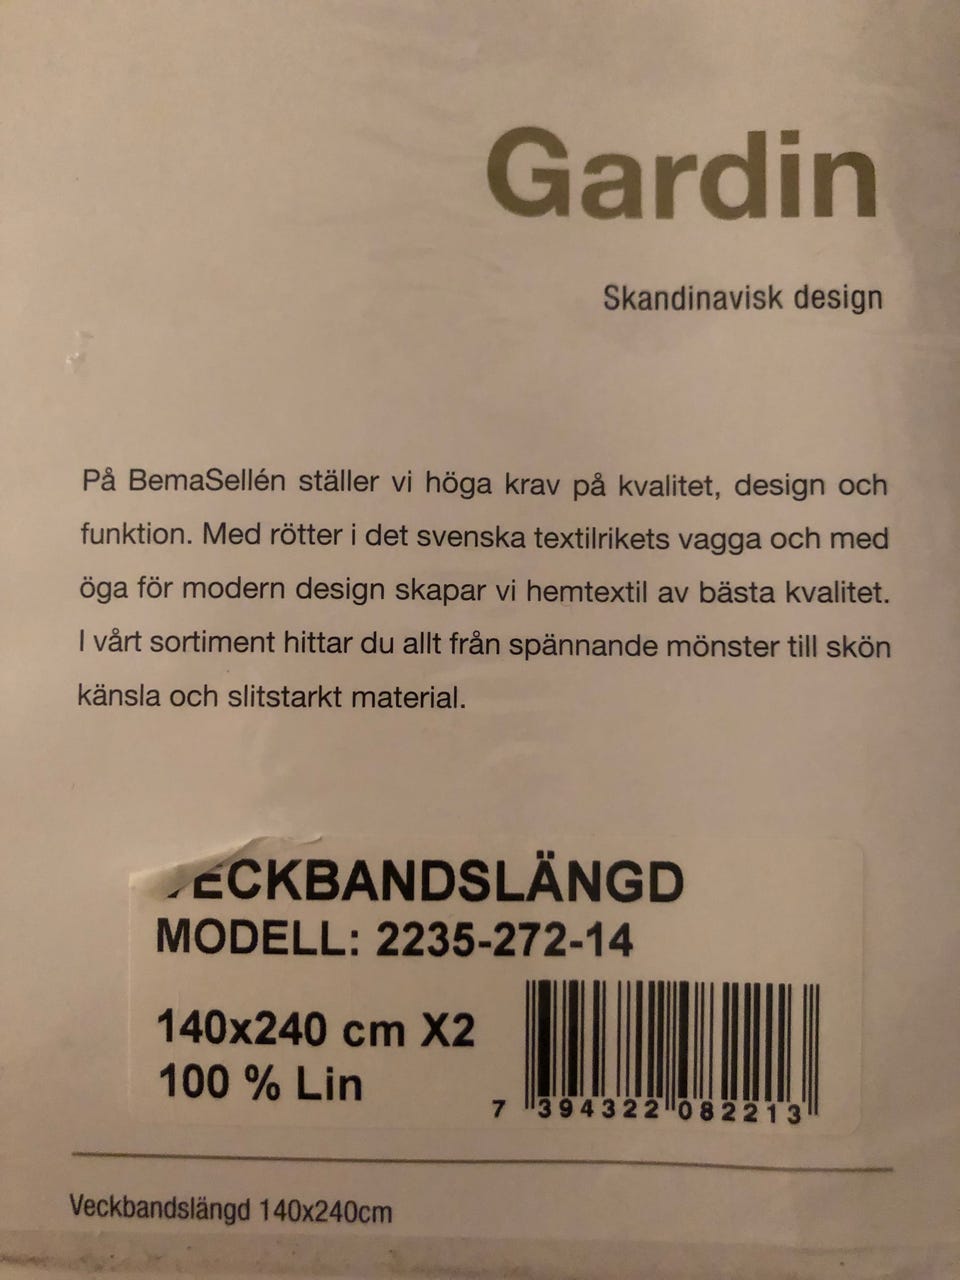 Gardin
Skandinavisk design
På BemaSellén ställer vi höga krav på kvalitet, design och
funktion. Med rötter i det svenska textilrikets vagga och med
öga för modern design skapar vi hemtextil av bästa kvalitet.
I vårt sortiment hittar du allt från spännande mönster till skön
känsla och slitstarkt material.
VECKBANDSLÄNGD
MODELL: 2235-272-14
140x240 cm X2
100 % Lin
7 394322 082213
Veckbandslängd 140x240cm